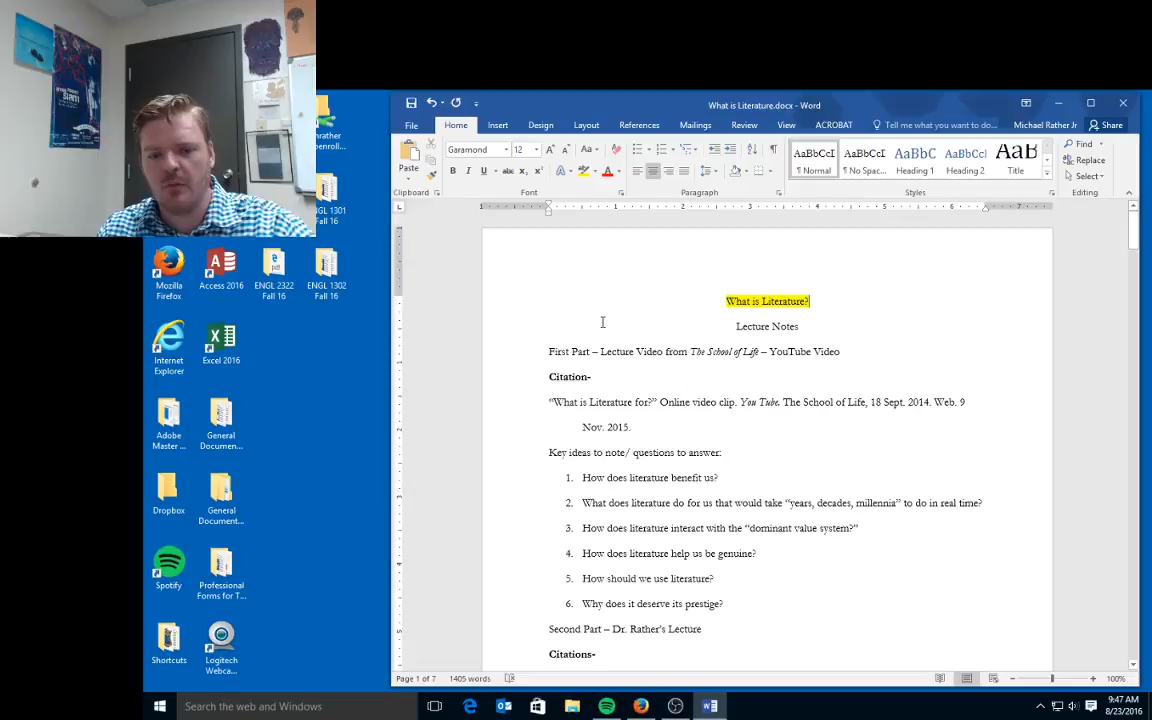 What is Literature.docx - Word
File Home Insert Design Layout References Mailings Review View ACROBAT Tell me what you want to do... Michael Rather Jr Share
Paste
Garamond 12
AaBbCcI AaBbCcI AaBbC AaBbCcI AaB
¶ Normal ¶ No Spac... Heading 1 Heading 2 Title
Find
Replace
Select
Clipboard Font Paragraph Styles Editing
What is Literature?
Lecture Notes
First Part – Lecture Video from The School of Life – YouTube Video
Citation-
“What is Literature for?” Online video clip. You Tube. The School of Life, 18 Sept. 2014. Web. 9
Nov. 2015.
Key ideas to note/ questions to answer:
1. How does literature benefit us?
2. What does literature do for us that would take “years, decades, millennia” to do in real time?
3. How does literature interact with the “dominant value system?”
4. How does literature help us be genuine?
5. How should we use literature?
6. Why does it deserve its prestige?
Second Part – Dr. Rather’s Lecture
Citations-
Page 1 of 7 1405 words
100%
ENGL 1301
Fall 16
Mozilla
Firefox
Access 2016
ENGL 2322
Fall 16
ENGL 1302
Fall 16
Internet
Explorer
Excel 2016
Adobe
Master ...
General
Documen...
Dropbox
General
Document...
Spotify
Professional
Forms for T...
Shortcuts
Logitech
Webca...
Search the web and Windows
9:47 AM
8/23/2016